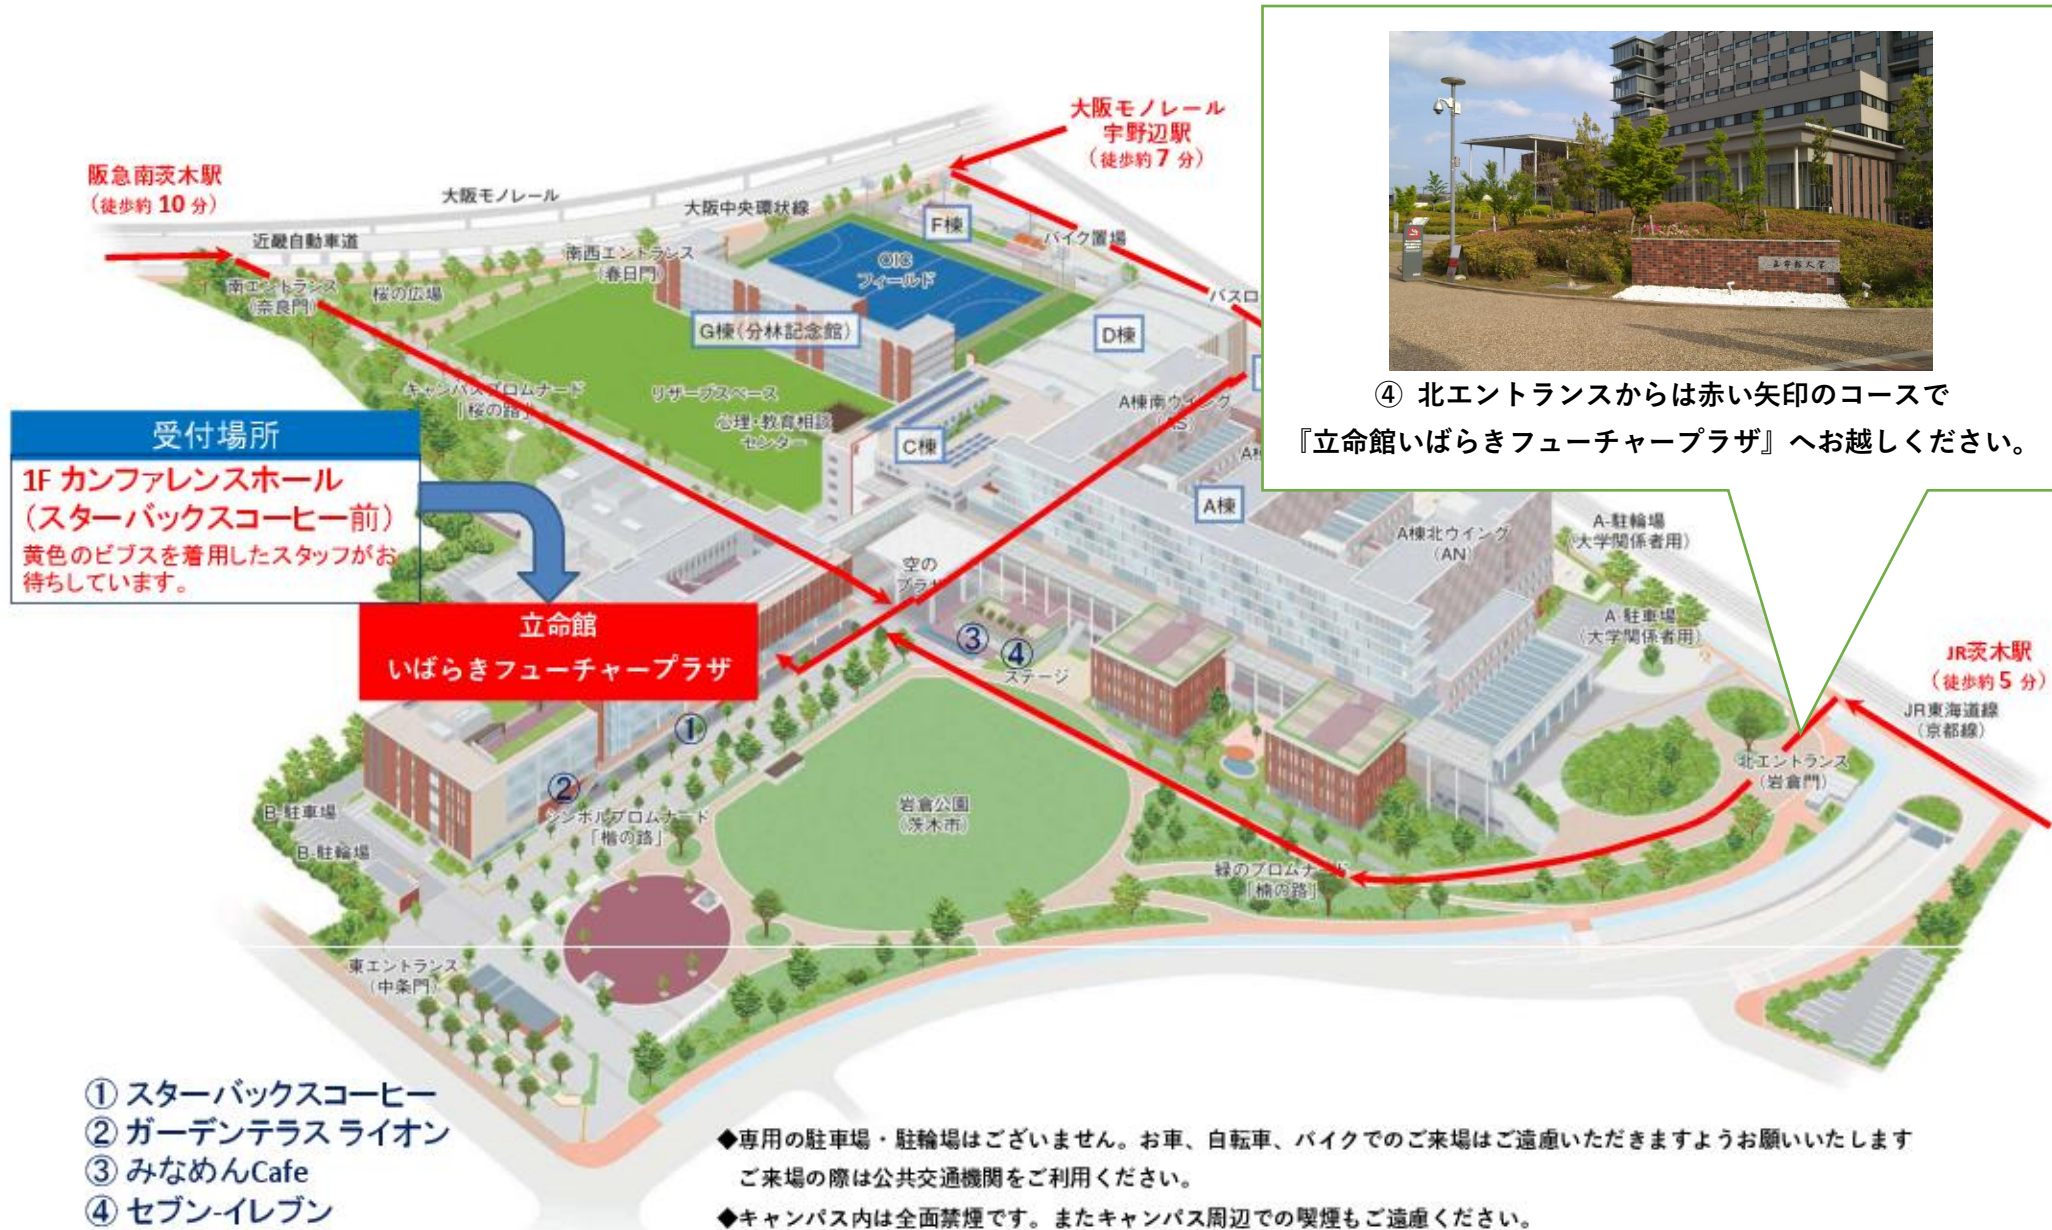 大阪モノレール
宇野辺駅
（徒歩約 7 分）
阪急南茨木駅
（徒歩約 10 分）
大阪モノレール
大阪中央環状線
近畿自動車道
南西エントランス
（春日門）
南エントランス
（奈良門）
桜の広場
F棟
バイク置場
OIC
フィールド
バスロ
G棟（分林記念館）
D棟
キャンパスプロムナード
「桜の路」
リザーブスペース
心理・教育相談
センター
A棟南ウイング
（AS）
C棟
A棟
A棟北ウイング
（AN）
A-駐輪場
（大学関係者用）
A-駐車場
（大学関係者用）
立命館大学
④ 北エントランスからは赤い矢印のコースで
『立命館いばらきフューチャープラザ』へお越しください。
受付場所
1F カンファレンスホール
（スターバックスコーヒー前）
黄色のビブスを着用したスタッフがお
待ちしています。
立命館
いばらきフューチャープラザ
空の
プラザ
③
④
ステージ
①
②
JR茨木駅
（徒歩約 5 分）
JR東海道線
（京都線）
北エントランス
（岩倉門）
岩倉公園
（茨木市）
B-駐車場
B-駐輪場
シンボルプロムナード
「楷の路」
緑のプロムナード
「楠の路」
東エントランス
（中条門）
① スターバックスコーヒー
② ガーデンテラス ライオン
③ みなめんCafe
④ セブン-イレブン
◆専用の駐車場・駐輪場はございません。お車、自転車、バイクでのご来場はご遠慮いただきますようお願いいたします
ご来場の際は公共交通機関をご利用ください。
◆キャンパス内は全面禁煙です。またキャンパス周辺での喫煙もご遠慮ください。